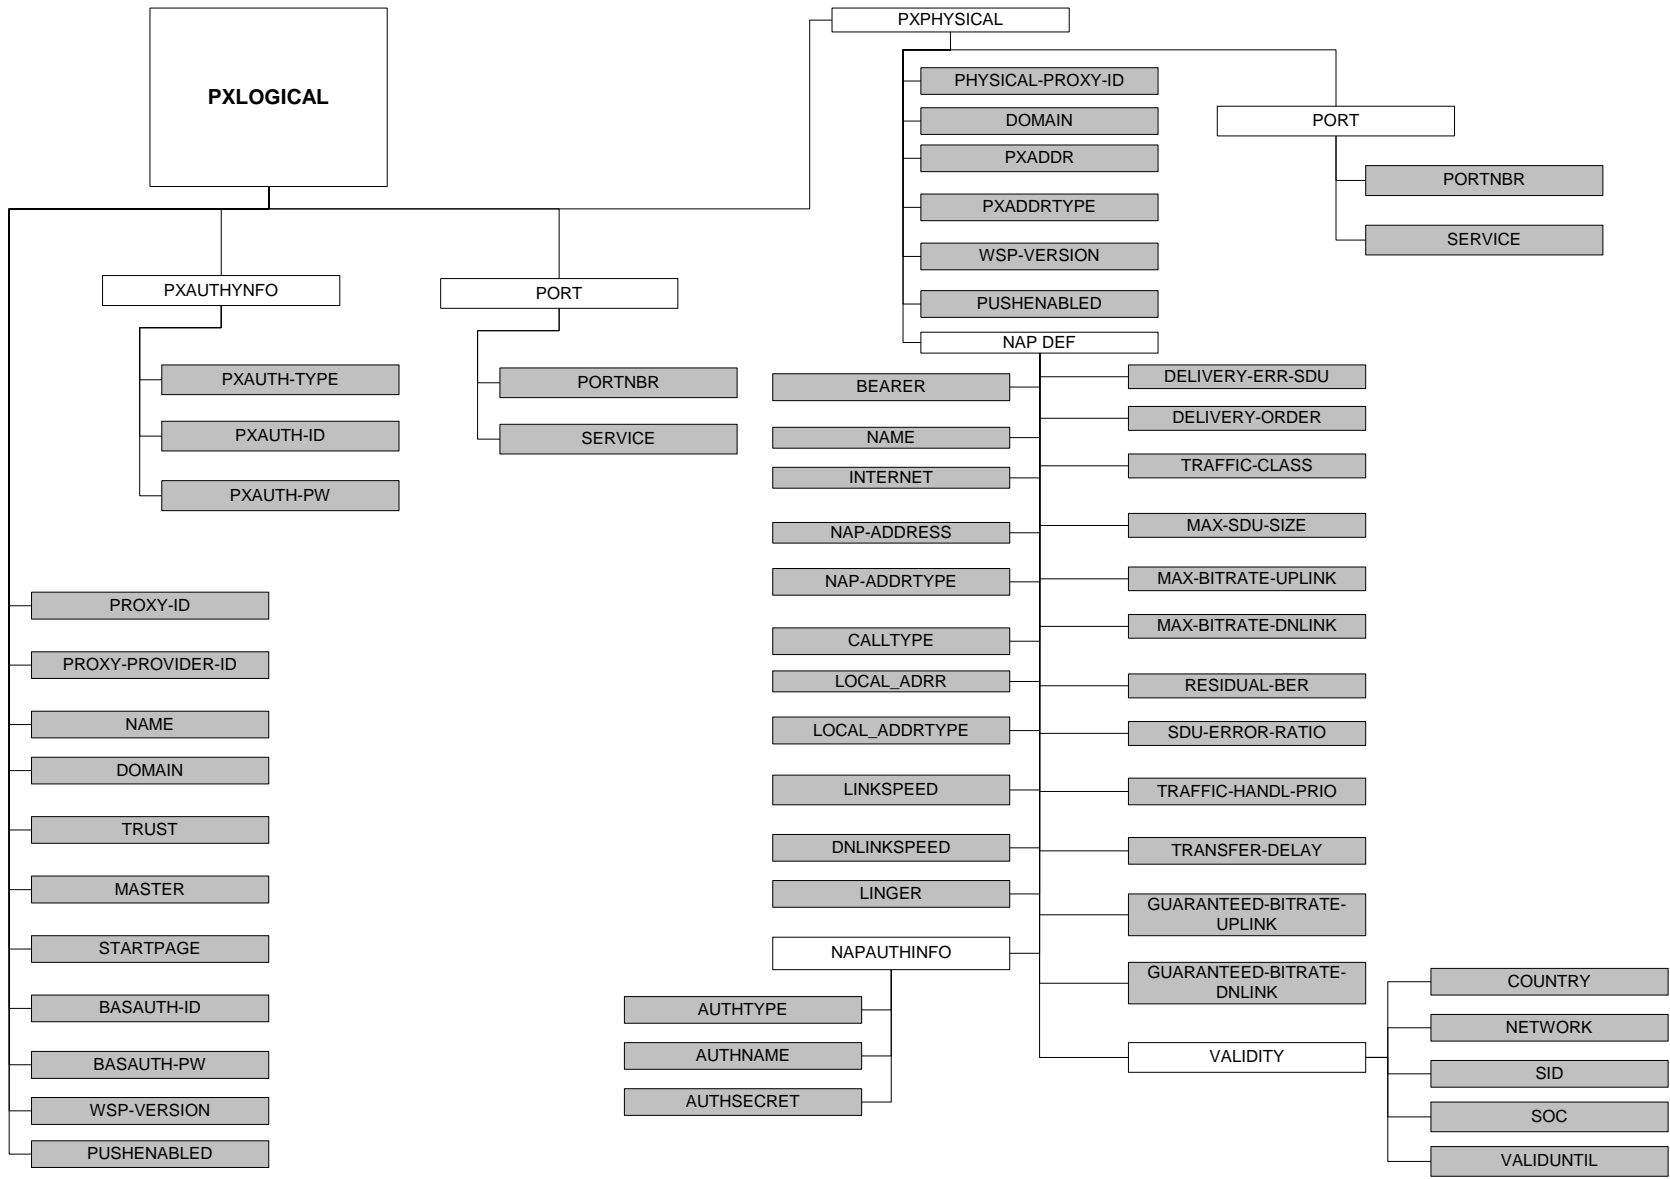 PXLOGICAL
PXPHYSICAL
PHYSICAL-PROXY-ID
DOMAIN
PXADDR
PXADDRTYPE
WSP-VERSION
PUSHENABLED
PORT
PORTNBR
SERVICE
PXAUTHYNFO
PXAUTH-TYPE
PXAUTH-ID
PXAUTH-PW
PORT
PORTNBR
SERVICE
PROXY-ID
PROXY-PROVIDER-ID
NAME
DOMAIN
TRUST
MASTER
STARTPAGE
BASAUTH-ID
BASAUTH-PW
WSP-VERSION
PUSHENABLED
NAP DEF
BEARER
NAME
INTERNET
NAP-ADDRESS
NAP-ADDRTYPE
CALLTYPE
LOCAL_ADRR
LOCAL_ADDRTYPE
LINKSPEED
DNLINKSPEED
LINGER
NAPAUTHINFO
AUTHTYPE
AUTHNAME
AUTHSECRET
DELIVERY-ERR-SDU
DELIVERY-ORDER
TRAFFIC-CLASS
MAX-SDU-SIZE
MAX-BITRATE-UPLINK
MAX-BITRATE-DNLINK
RESIDUAL-BER
SDU-ERROR-RATIO
TRAFFIC-HANDL-PRIO
TRANSFER-DELAY
GUARANTEED-BITRATE-
UPLINK
GUARANTEED-BITRATE-
DNLINK
VALIDITY
COUNTRY
NETWORK
SID
SOC
VALIDUNTIL